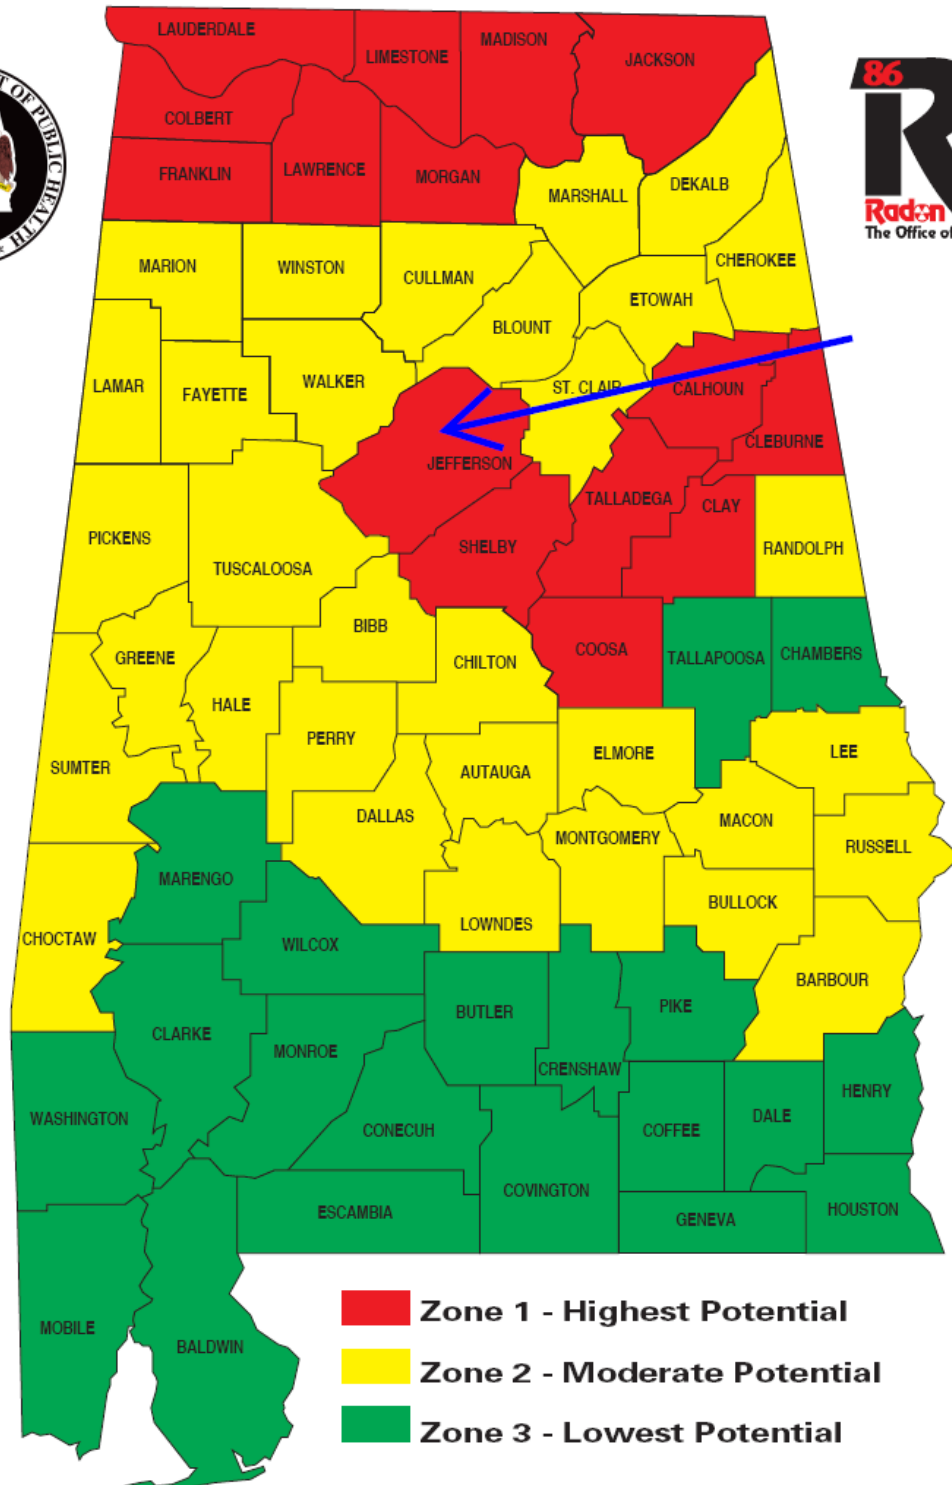 T OF PUBLIC HEALTH
86
R
Radon
The Office of
LAUDERDALE
LIMESTONE
MADISON
JACKSON
COLBERT
FRANKLIN
LAWRENCE
MORGAN
MARSHALL
DEKALB
CHEROKEE
MARION
WINSTON
CULLMAN
ETOWAH
BLOUNT
LAMAR
FAYETTE
WALKER
ST. CLAIR
CALHOUN
CLEBURNE
JEFFERSON
TALLADEGA
CLAY
PICKENS
TUSCALOOSA
SHELBY
RANDOLPH
BIBB
GREENE
HALE
CHILTON
COOSA
TALLAPOOSA
CHAMBERS
SUMTER
PERRY
AUTAUGA
ELMORE
LEE
DALLAS
MONTGOMERY
MACON
RUSSELL
MARENGO
BULLOCK
CHOCTAW
WILCOX
LOWNDES
BARBOUR
CLARKE
MONROE
BUTLER
CRENSHAW
PIKE
WASHINGTON
CONECUH
COFFEE
DALE
HENRY
ESCAMBIA
COVINGTON
GENEVA
HOUSTON
MOBILE
BALDWIN
Zone 1 - Highest Potential
Zone 2 - Moderate Potential
Zone 3 - Lowest Potential